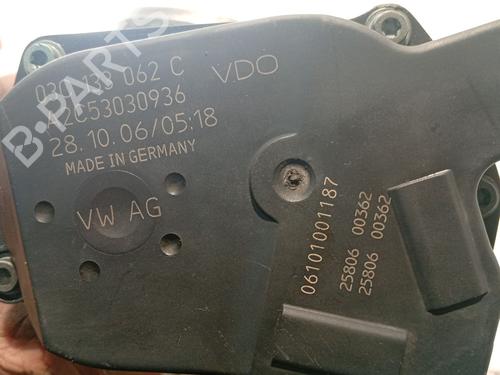 062 C
VDO
A2C53030936
28.10.06/05:18
MADE IN GERMANY
VW AG
06101001187
25806 00362
25806 00362
B-PARTS